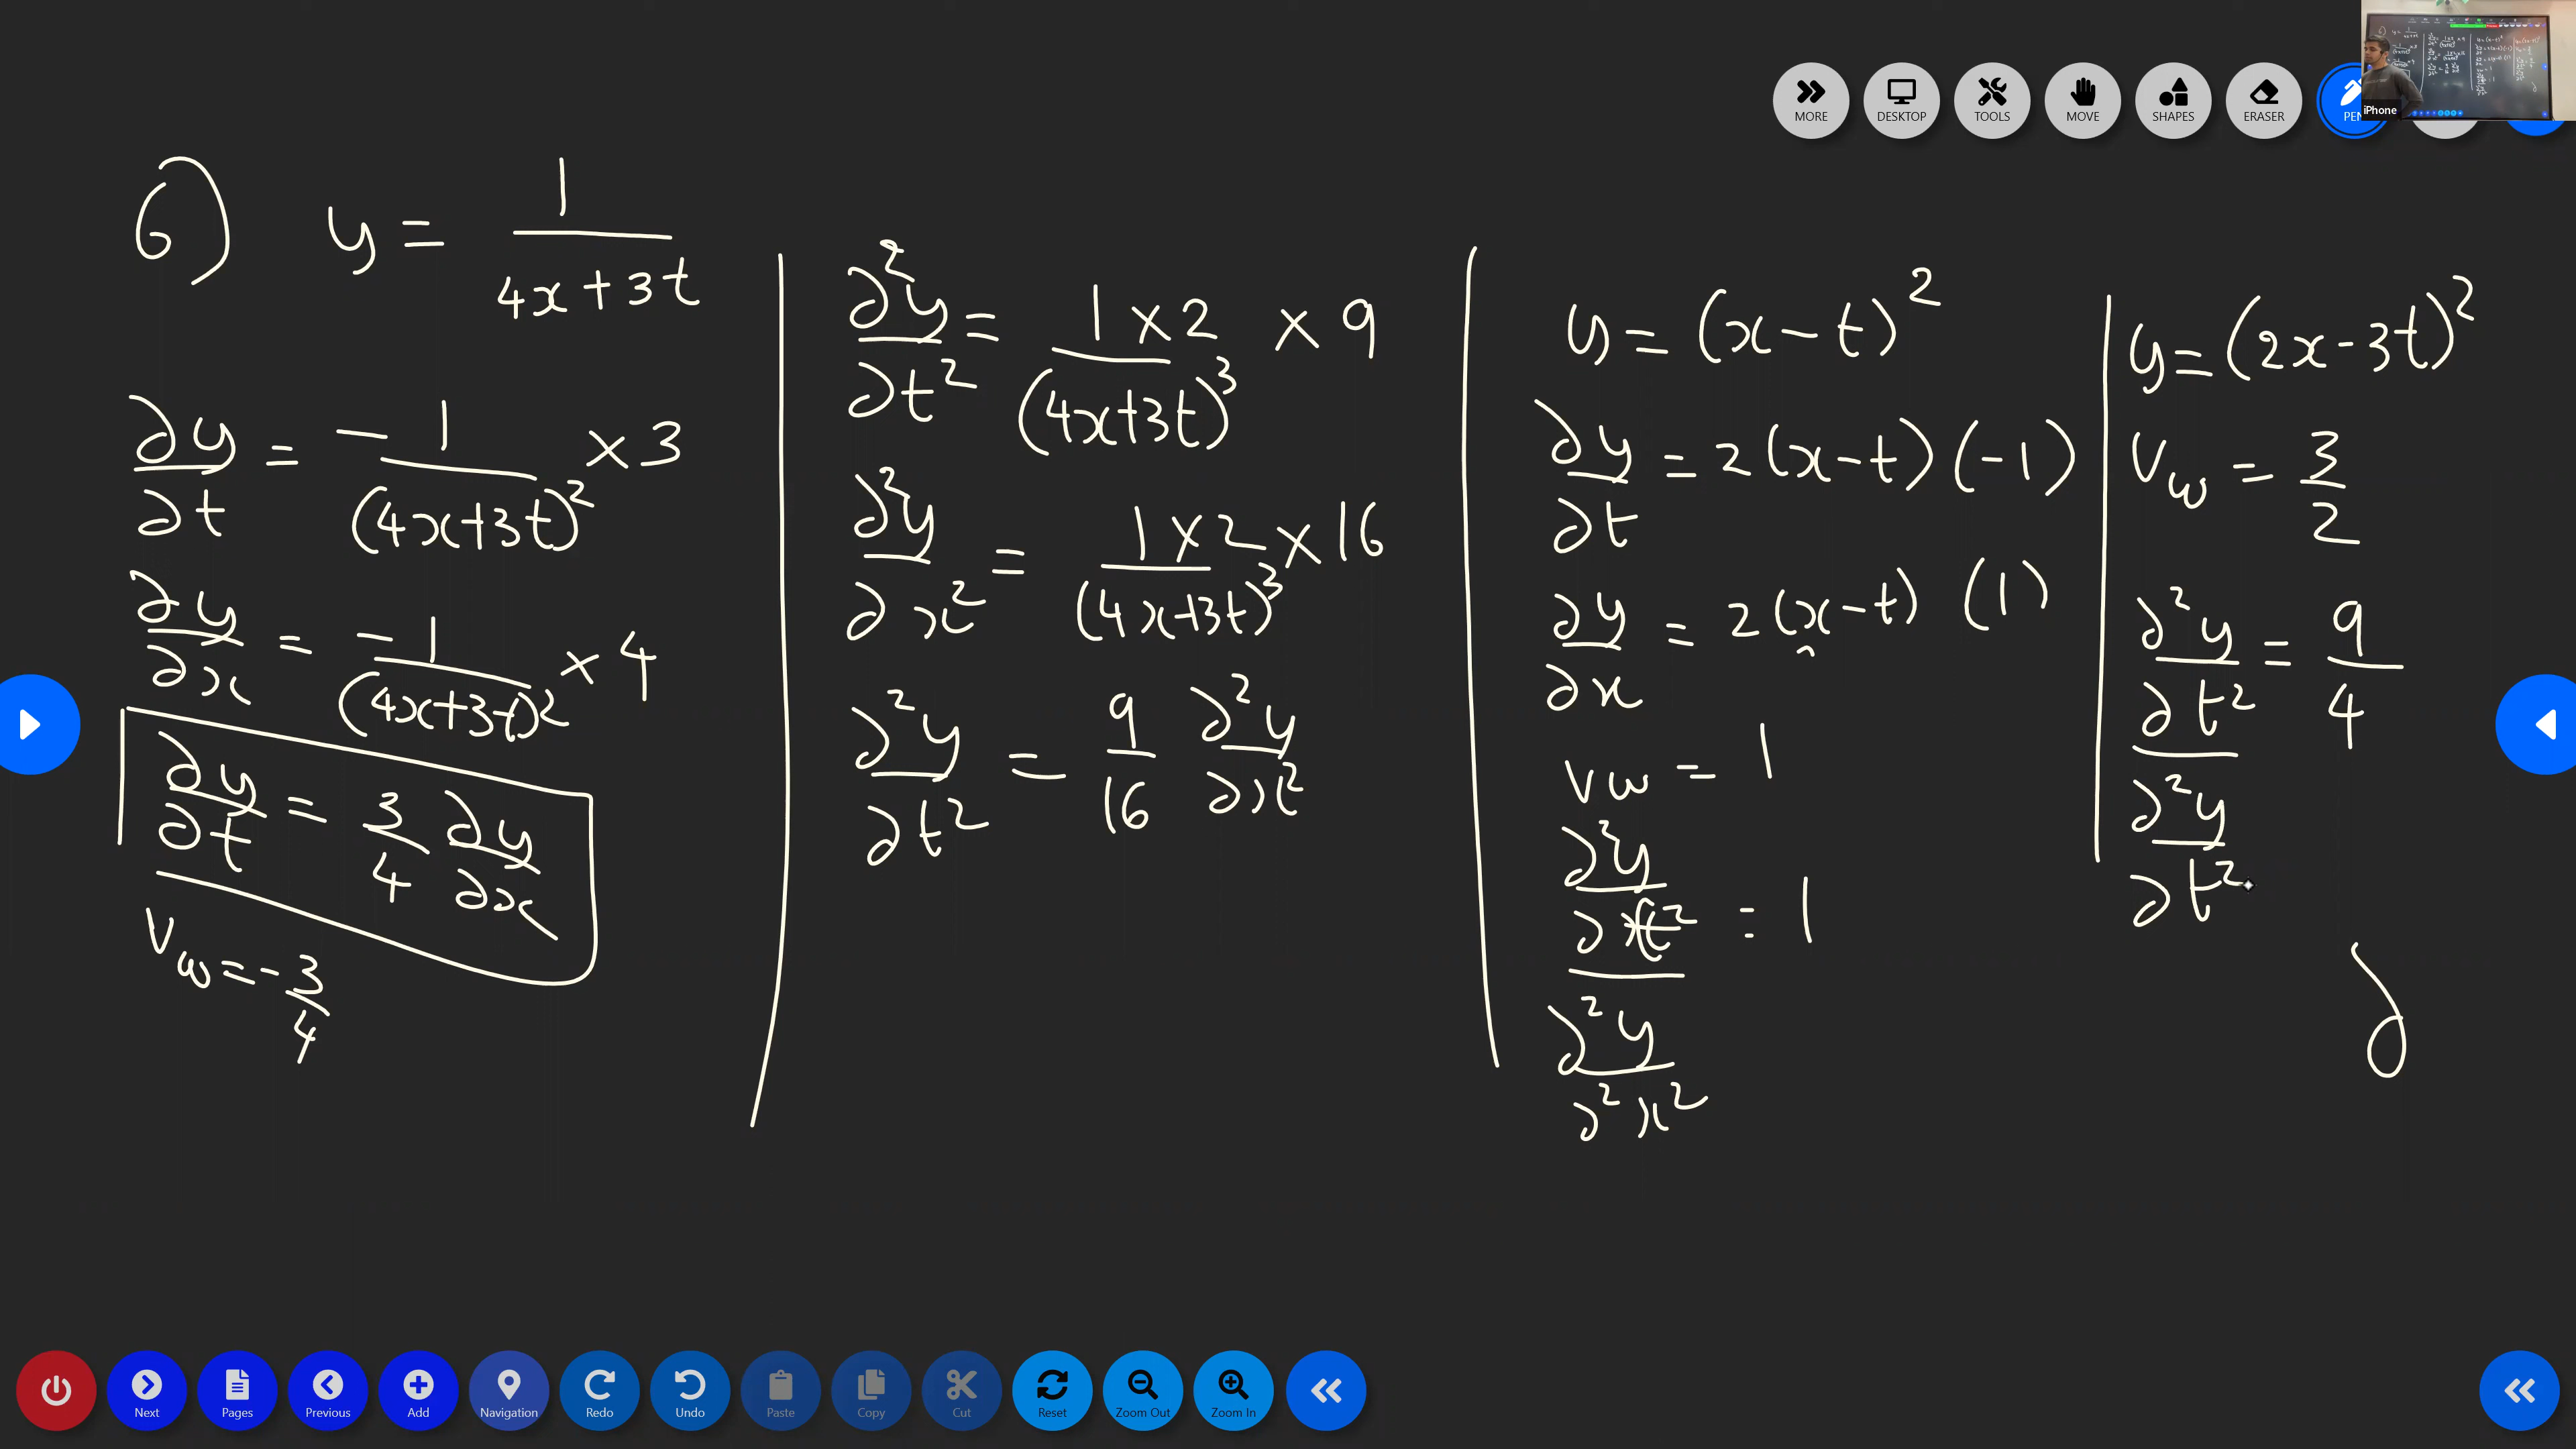 MORE
DESKTOP
TOOLS
MOVE
SHAPES
ERASER
PEN
iPhone
6) y = 1/(4x+3t)
∂y/∂t = -1/(4x+3t)² × 3
∂y/∂x = -1/(4x+3t)² × 4
∂y/∂t = 3/4 ∂y/∂x
Vw = -3/4
∂²y/∂t² = 1×2/(4x+3t)³ × 9
∂²y/∂x² = 1×2/(4x+3t)³ × 16
∂²y/∂t² = 9/16 ∂²y/∂x²
y = (x-t)²
∂y/∂t = 2(x-t)(-1)
∂y/∂x = 2(x-t) (1)
Vw = 1
(∂²y/∂t²)/(∂²y/∂²x²) = 1
y = (2x-3t)²
Vw = 3/2
(∂²y/∂t²)/(∂²y/∂t²) = 9/4
∂
Next
Pages
Previous
Add
Navigation
Redo
Undo
Paste
Copy
Cut
Reset
Zoom Out
Zoom In